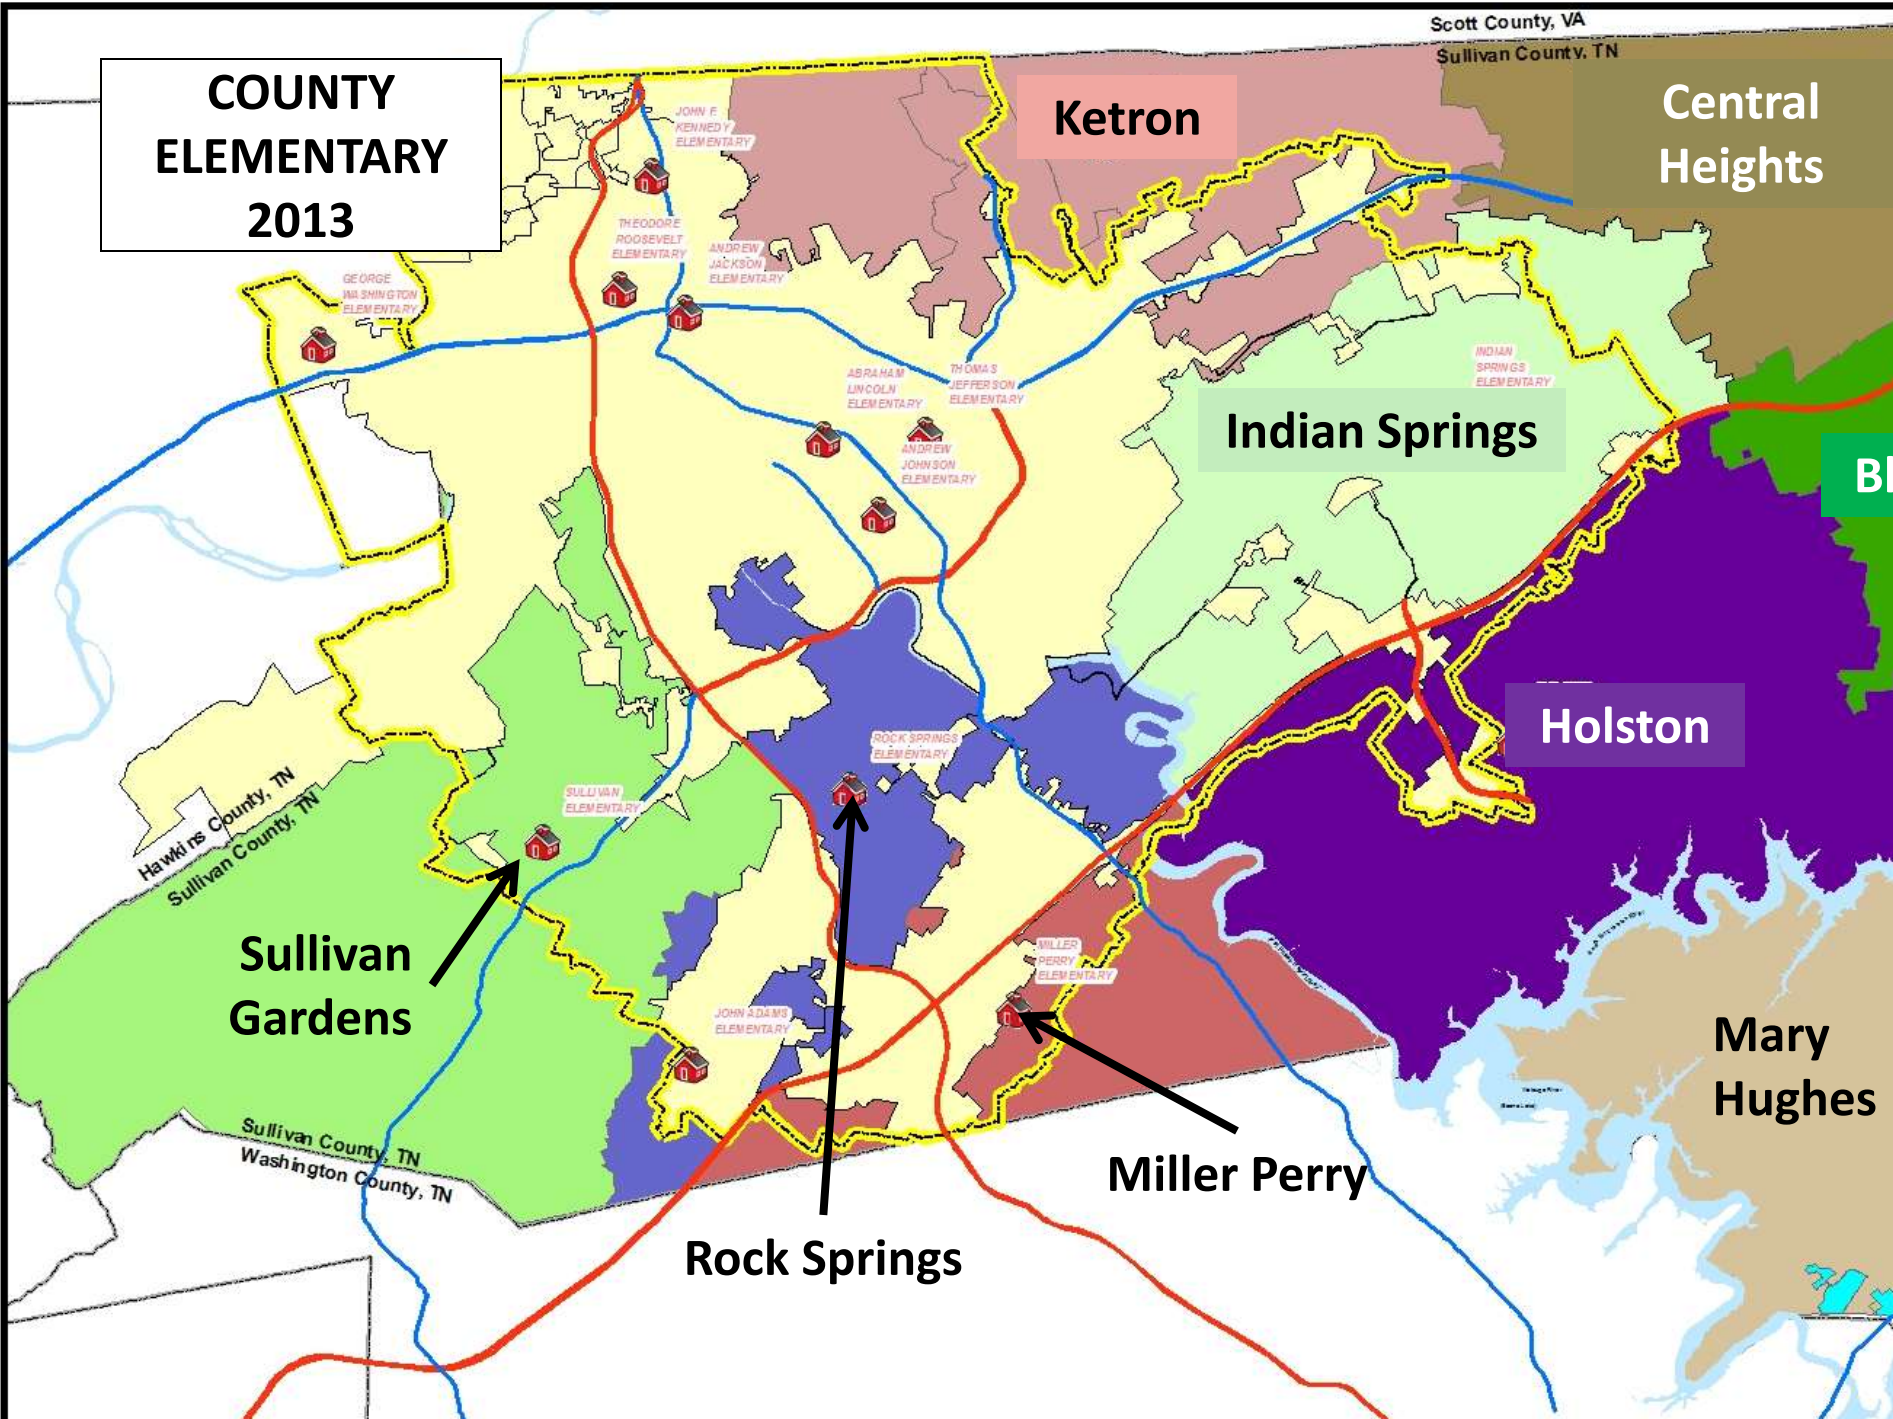 Scott County, VA
Sullivan County, TN
COUNTY
ELEMENTARY
2013
Ketron
Central
Heights
JOHN F.
KENNEDY
ELEMENTARY
THEODORE
ROOSEVELT
ELEMENTARY
ANDREW
JACKSON
ELEMENTARY
GEORGE
WASHINGTON
ELEMENTARY
ABRAHAM
LINCOLN
ELEMENTARY
THOMAS
JEFFERSON
ELEMENTARY
INDIAN
SPRINGS
ELEMENTARY
Indian Springs
ANDREW
JOHNSON
ELEMENTARY
Bl
Holston
ROCK SPRINGS
ELEMENTARY
SULLIVAN
ELEMENTARY
Hawkins County, TN
Sullivan County, TN
Sullivan
Gardens
MILLER
PERRY
ELEMENTARY
JOHN ADAMS
ELEMENTARY
Mary
Hughes
Sullivan County, TN
Washington County, TN
Miller Perry
Rock Springs